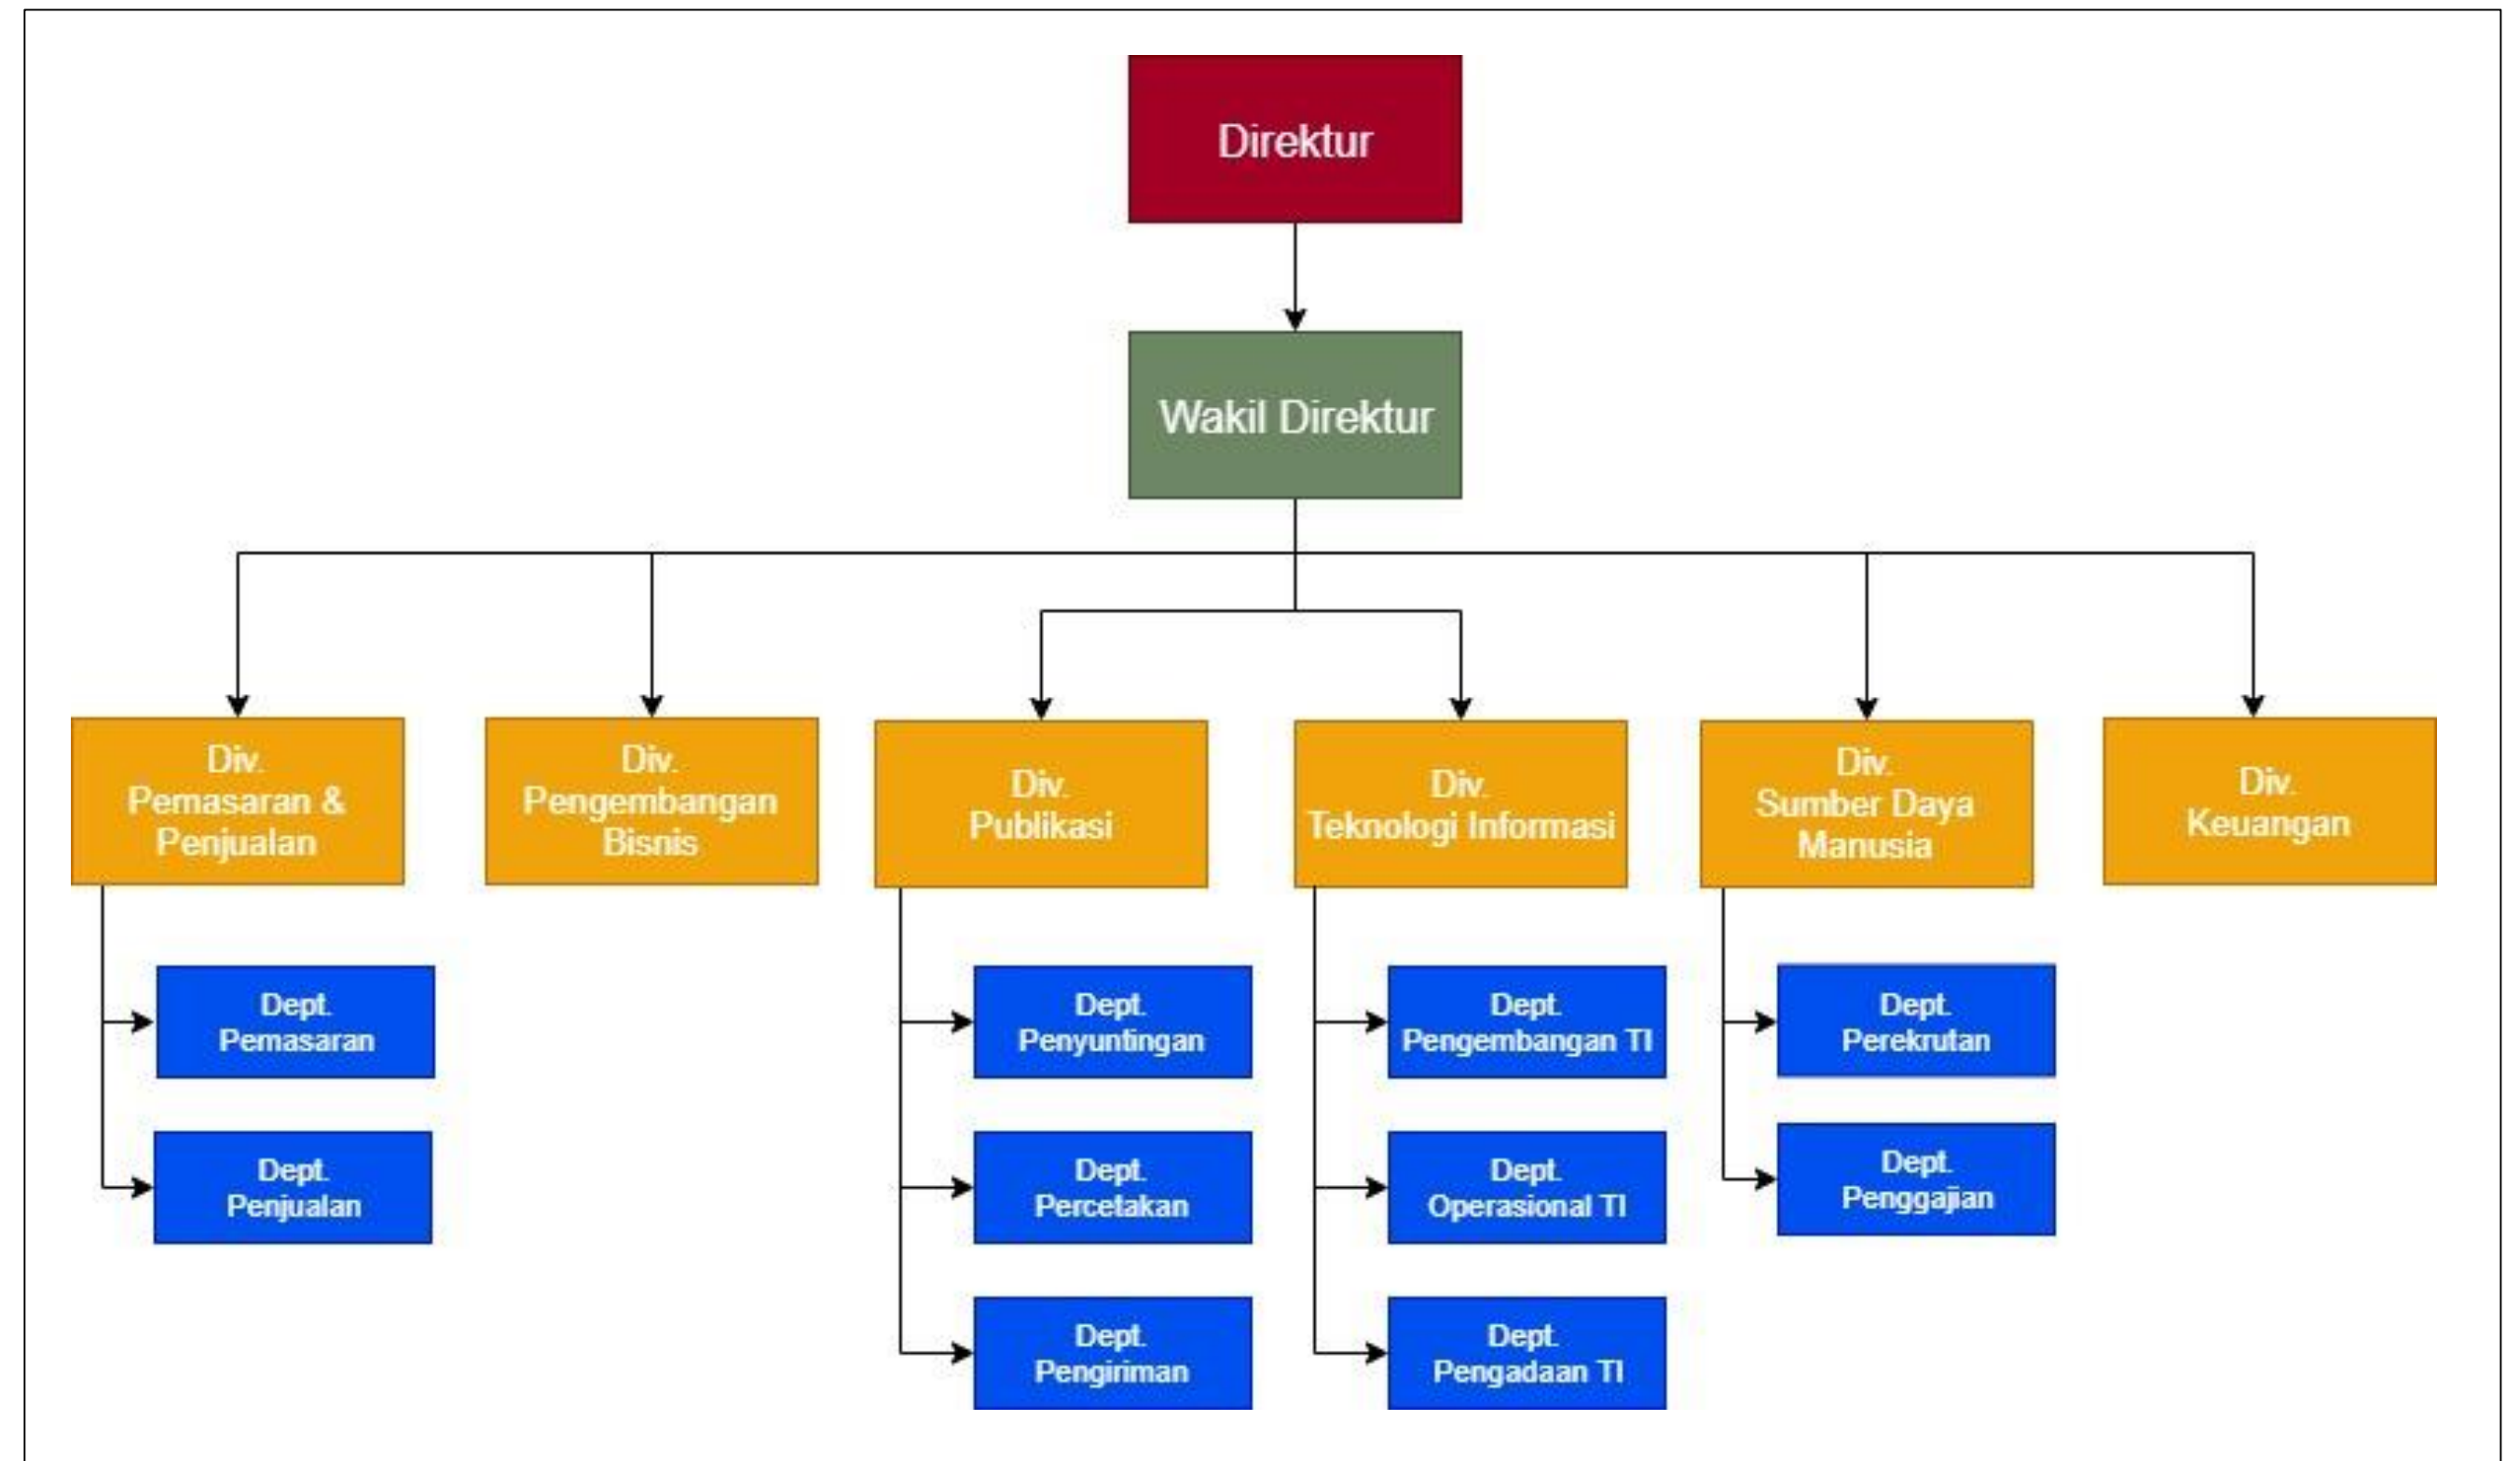 Direktur
Wakil Direktur
Div.
Pemasaran &
Penjualan
Div.
Pengembangan
Bisnis
Div.
Publikasi
Div.
Teknologi Informasi
Div.
Sumber Daya
Manusia
Div.
Keuangan
Dept.
Pemasaran
Dept.
Penjualan
Dept.
Penyuntingan
Dept.
Percetakan
Dept.
Pengiriman
Dept.
Pengembangan TI
Dept.
Operasional TI
Dept.
Pengadaan TI
Dept.
Perekrutan
Dept.
Penggajian